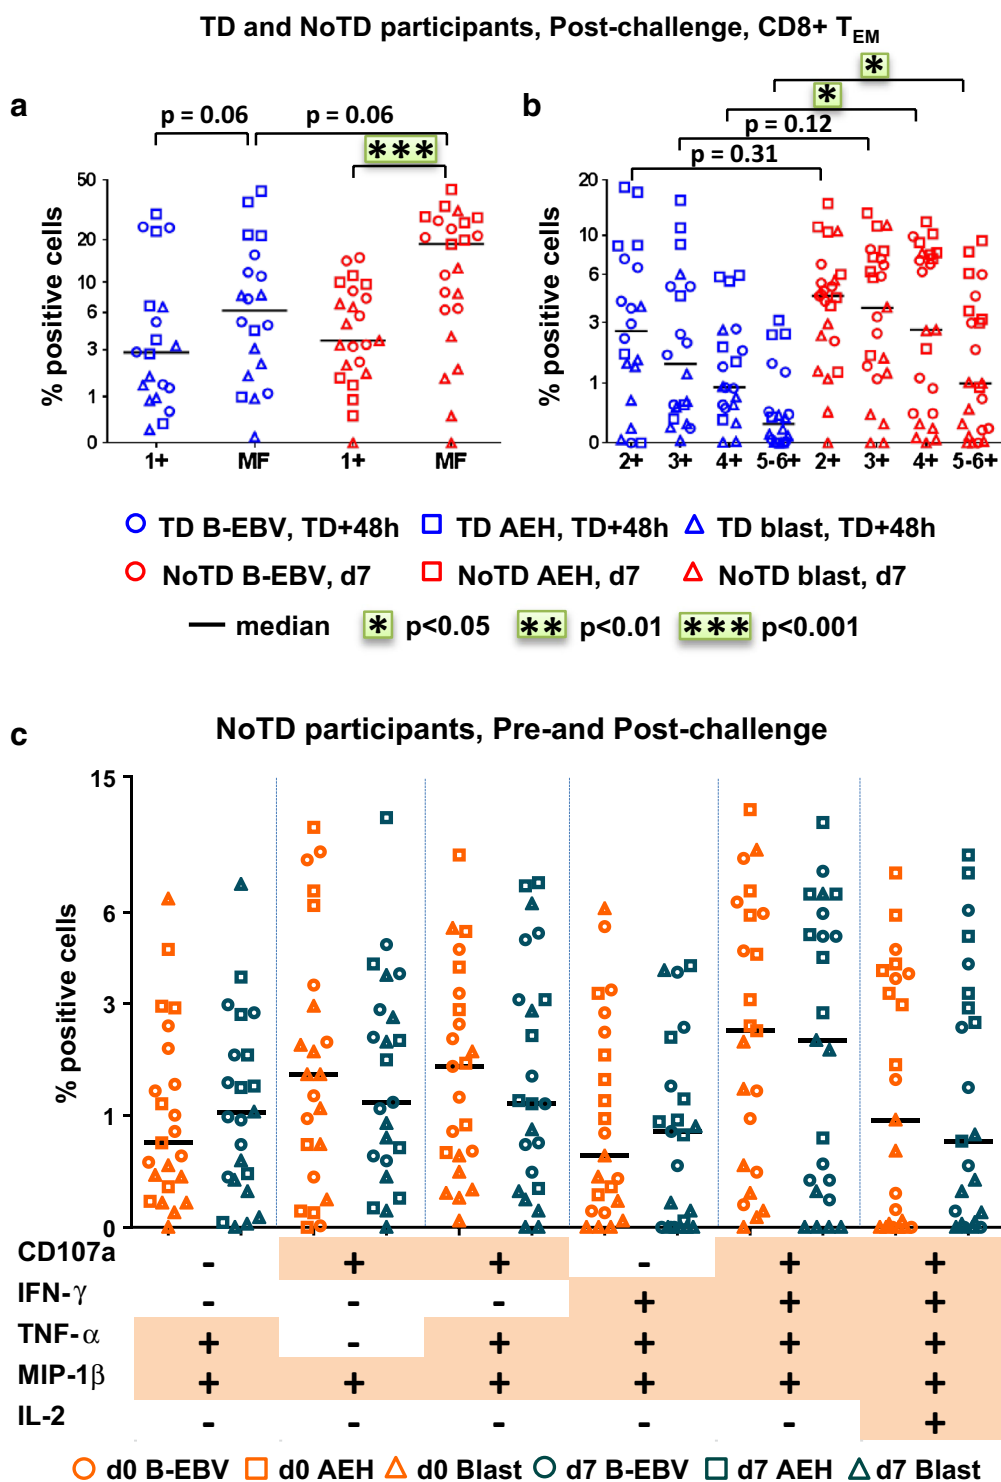 TD and NoTD participants, Post-challenge, CD8+ TEM
a
b
p = 0.06
p = 0.06
***
*
*
p = 0.12
p = 0.31
% positive cells
50
20
10
6
3
1
0
1+ MF 1+ MF
% positive cells
20
10
6
3
1
0
2+ 3+ 4+ 5-6+ 2+ 3+ 4+ 5-6+
TD B-EBV, TD+48h TD AEH, TD+48h TD blast, TD+48h
NoTD B-EBV, d7 NoTD AEH, d7 NoTD blast, d7
median * p<0.05 ** p<0.01 *** p<0.001
c
NoTD participants, Pre-and Post-challenge
% positive cells
15
6
3
1
0
CD107a - + + - + +
IFN-γ - - - + + +
TNF-α + - + + + +
MIP-1β + + + + + +
IL-2 - - - - - +
d0 B-EBV d0 AEH d0 Blast d7 B-EBV d7 AEH d7 Blast